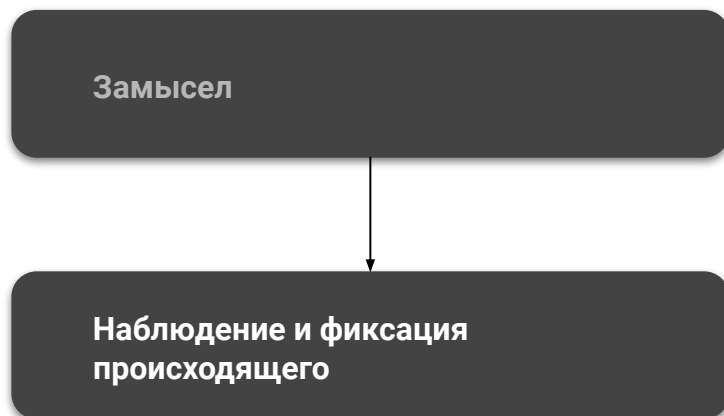 Замысел
Наблюдение и фиксация
происходящего